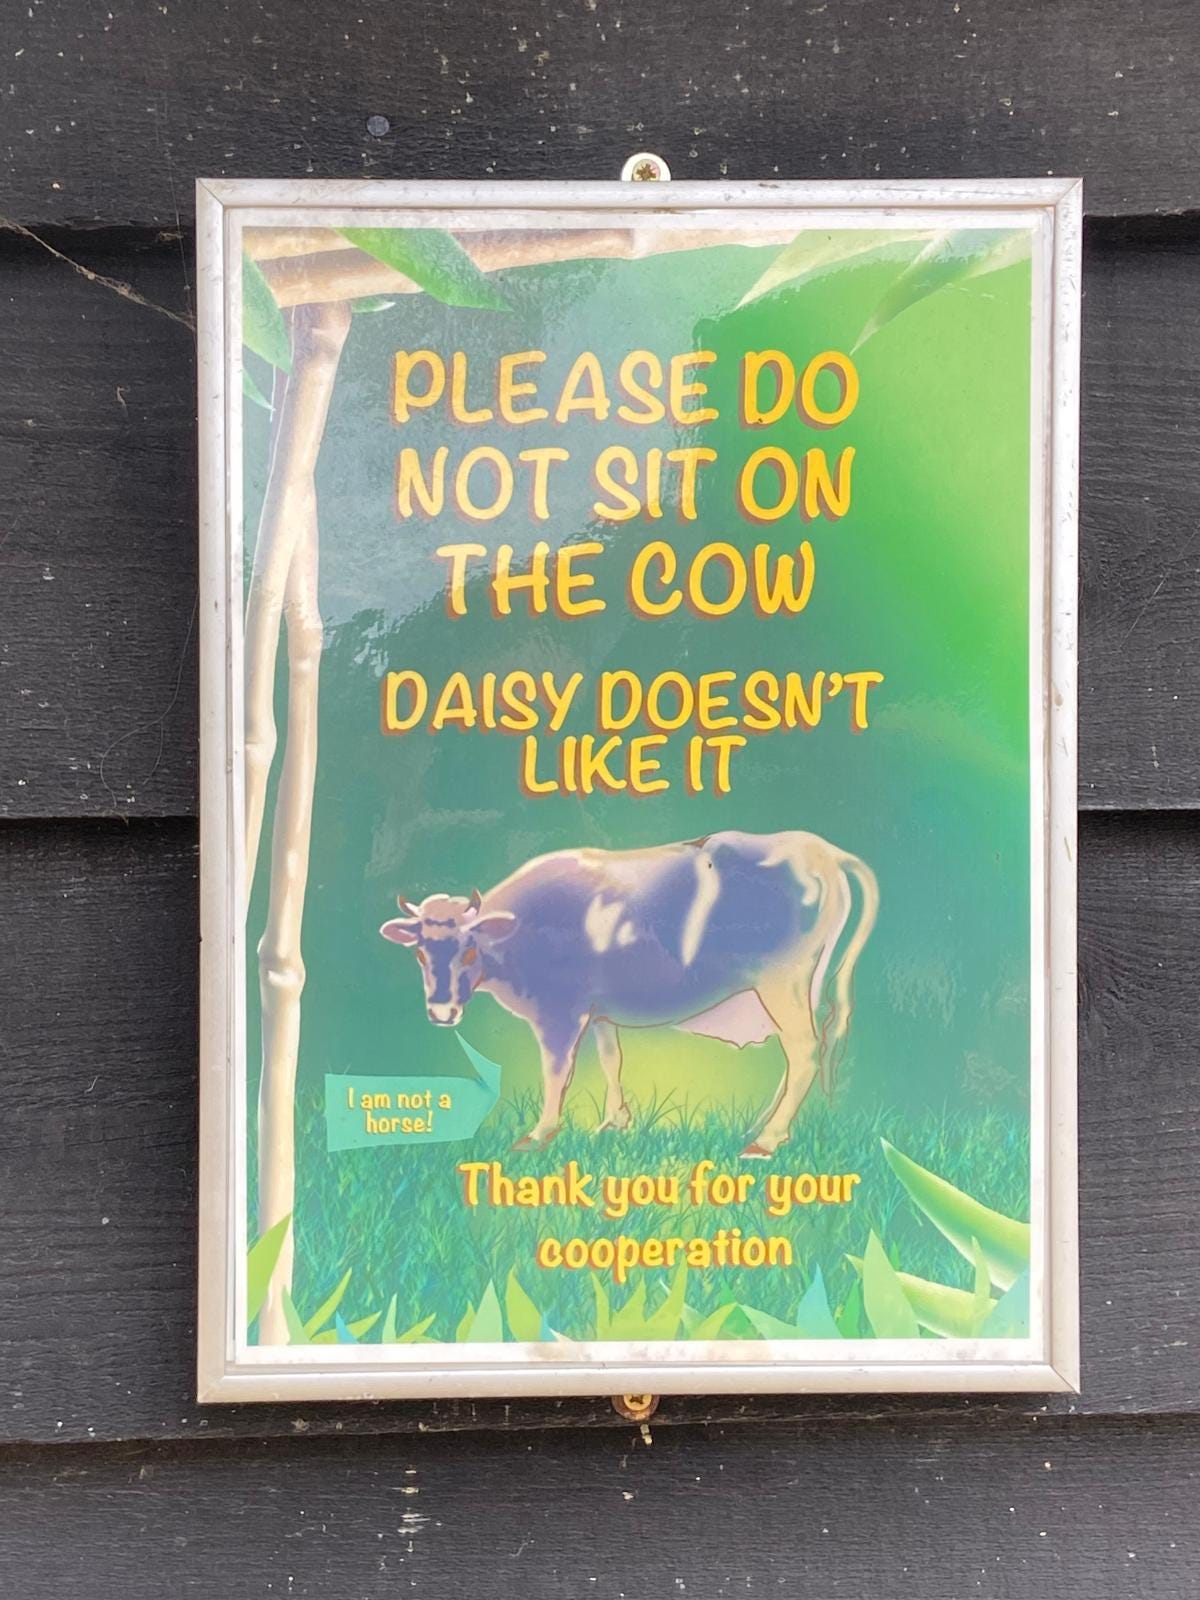 PLEASE DO
NOT SIT ON
THE COW
DAISY DOESN'T
LIKE IT
I am not a
horse!
Thank you for your
cooperation